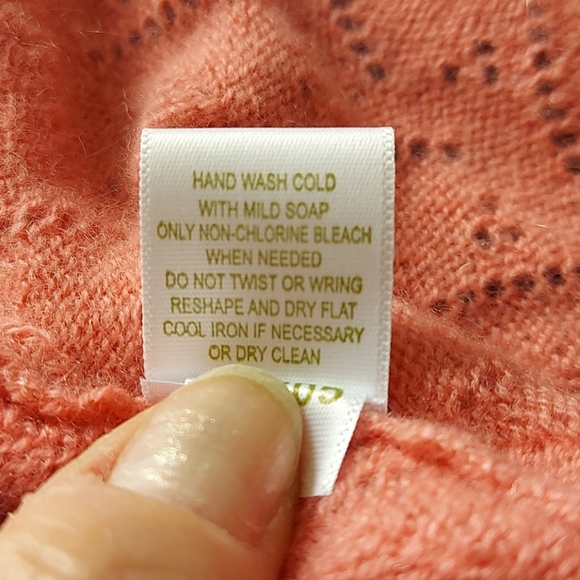 HAND WASH COLD
WITH MILD SOAP
ONLY NON-CHLORINE BLEACH
WHEN NEEDED
DO NOT TWIST OR WRING
RESHAPE AND DRY FLAT
COOL IRON IF NECESSARY
OR DRY CLEAN